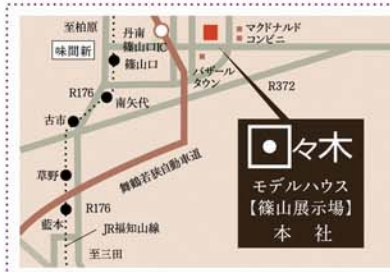 至柏原
味間新
丹南
篠山口IC
篠山口
マクドナルド
コンビニ
バザール
タウン
R372
R176
南矢代
古市
舞鶴若狭自動車道
草野
R176
藍本
JR福知山線
至三田
々木
モデルハウス
【篠山展示場】
本 社